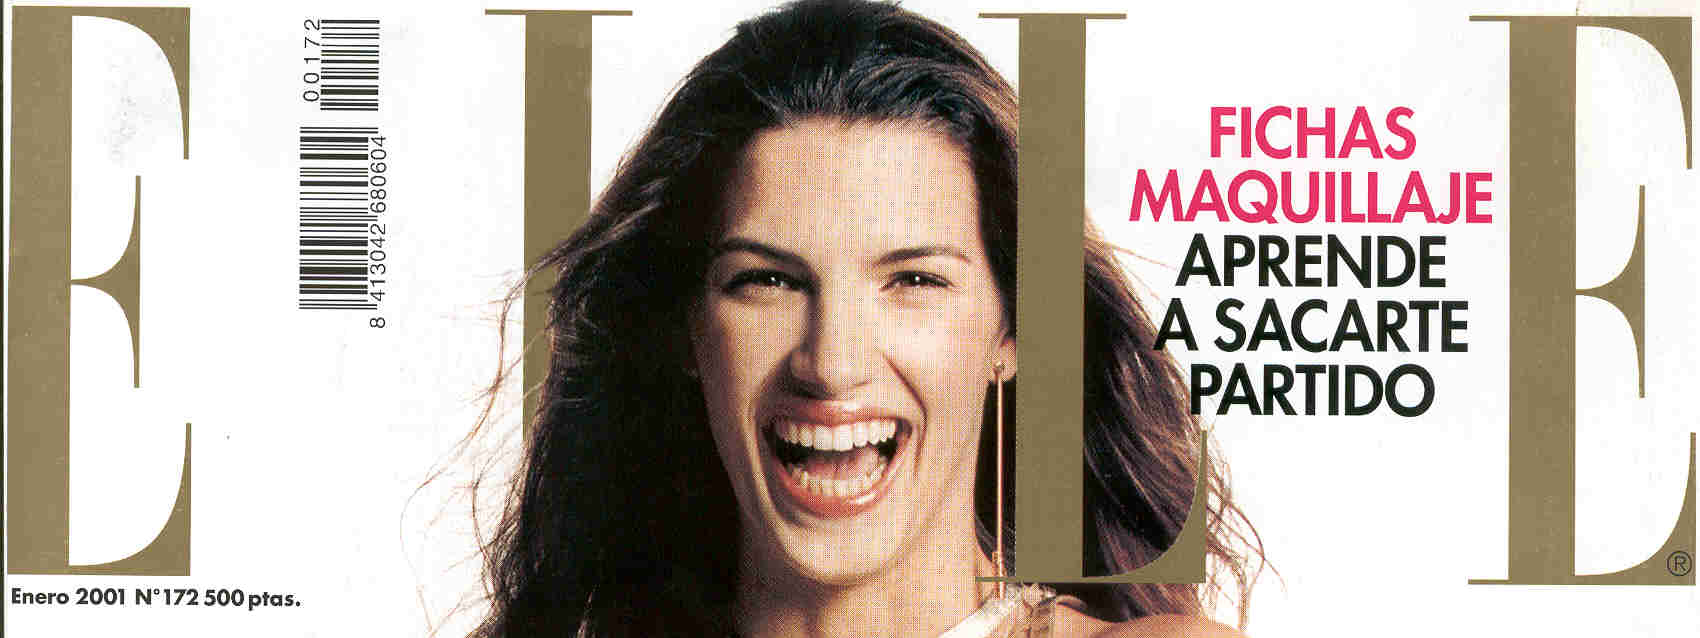 ELLE
00172
8 413042 680604
FICHAS
MAQUILLAJE
APRENDE
A SACARTE
PARTIDO
®
Enero 2001 N°172 500 ptas.